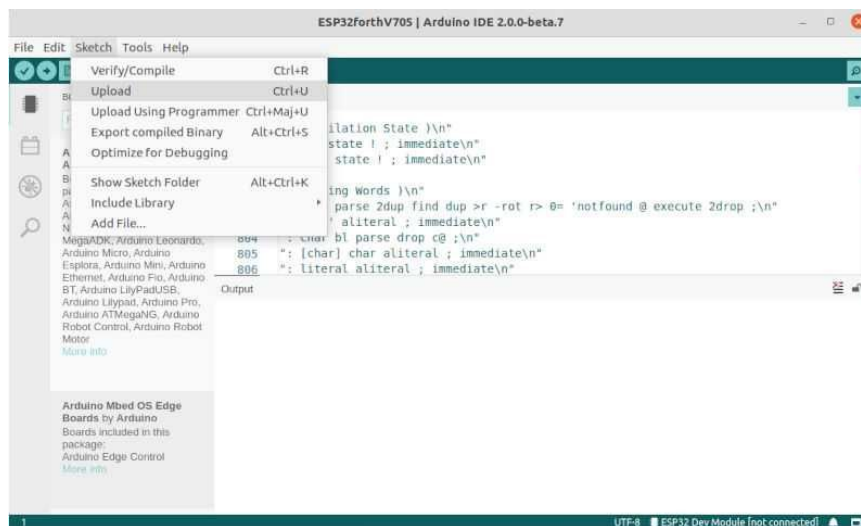 ESP32forthV705 | Arduino IDE 2.0.0-beta.7
File Edit Sketch Tools Help
Verify/Compile Ctrl+R
Upload Ctrl+U
Upload Using Programmer Ctrl+Maj+U
Export compiled Binary Alt+Ctrl+S
Optimize for Debugging
Show Sketch Folder Alt+Ctrl+K
Include Library
Add File...
ilation State )\n"
state ! ; immediate\n"
state ! ; immediate\n"
ing Words )\n"
parse 2dup find dup >r -rot r> 0= 'notfound @ execute 2drop ;\n"
' aliteral ; immediate\n"
804 ": char bl parse drop c@ ;\n"
805 ": [char] char aliteral ; immediate\n"
806 ": literal aliteral ; immediate\n"
Output
MegaADK, Arduino Leonardo,
Arduino Micro, Arduino
Esplora, Arduino Mini, Arduino
Ethernet, Arduino Fio, Arduino
BT, Arduino LilyPadUSB,
Arduino Lilypad, Arduino Pro,
Arduino ATMegaNG, Arduino
Robot Control, Arduino Robot
Motor
More info
Arduino Mbed OS Edge
Boards by Arduino
Boards included in this
package:
Arduino Edge Control
More info
1 UTF-8 ESP32 Dev Module [not connected]